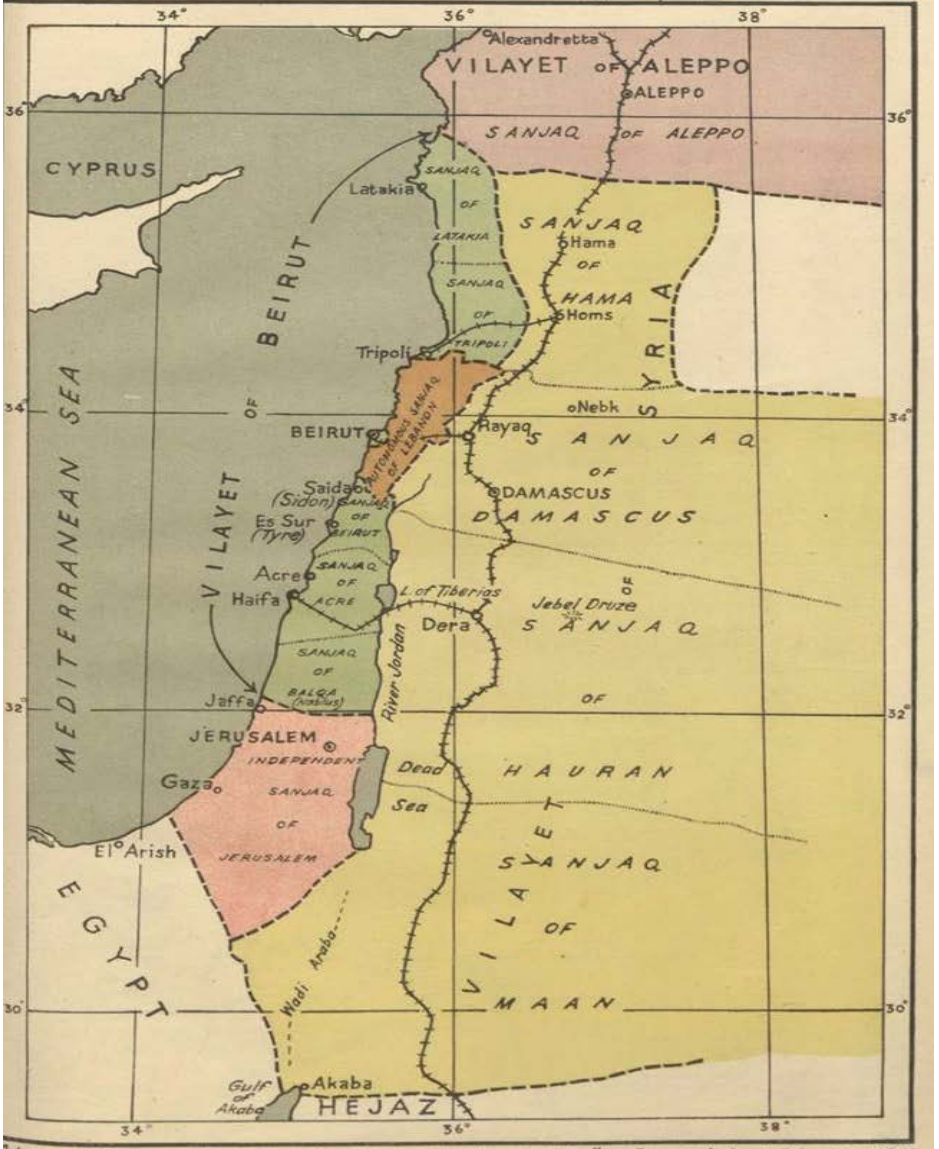 34° 36° 38°
Alexandretta
VILAYET OF ALEPPO
ALEPPO
36° 36°
SANJAQ OF ALEPPO
CYPRUS
SANJAQ
OF
LATAKIA
Latakia
SANJAQ
OF
HAMA
Hama
SANJAQ
OF
TRIPOLI
Homs
Tripoli
VILAYET OF BEIRUT
MEDITERRANEAN SEA
VILAYET OF SYRIA
34° 34°
Nebk
BEIRUT
AUTONOMOUS SANJAQ
OF LEBANON
Rayaq
SANJAQ
OF
DAMASCUS
DAMASCUS
Saida
(Sidon)
SANJAQ
OF
BEIRUT
Es Sur
(Tyre)
SANJAQ
OF
ACRE
Acre
Haifa
L. of Tiberias
Dera
Jebel Druze
SANJAQ
OF
HAURAN
SANJAQ
OF
BALQA
(Nablus)
River Jordan
Jaffa
32° 32°
JERUSALEM
INDEPENDENT
SANJAQ
OF
JERUSALEM
Dead
Sea
Gaza
El Arish
SANJAQ
OF
MAAN
EGYPT
Wadi Araba
30° 30°
Gulf
of
Akaba
Akaba
HEJAZ
34° 36° 38°